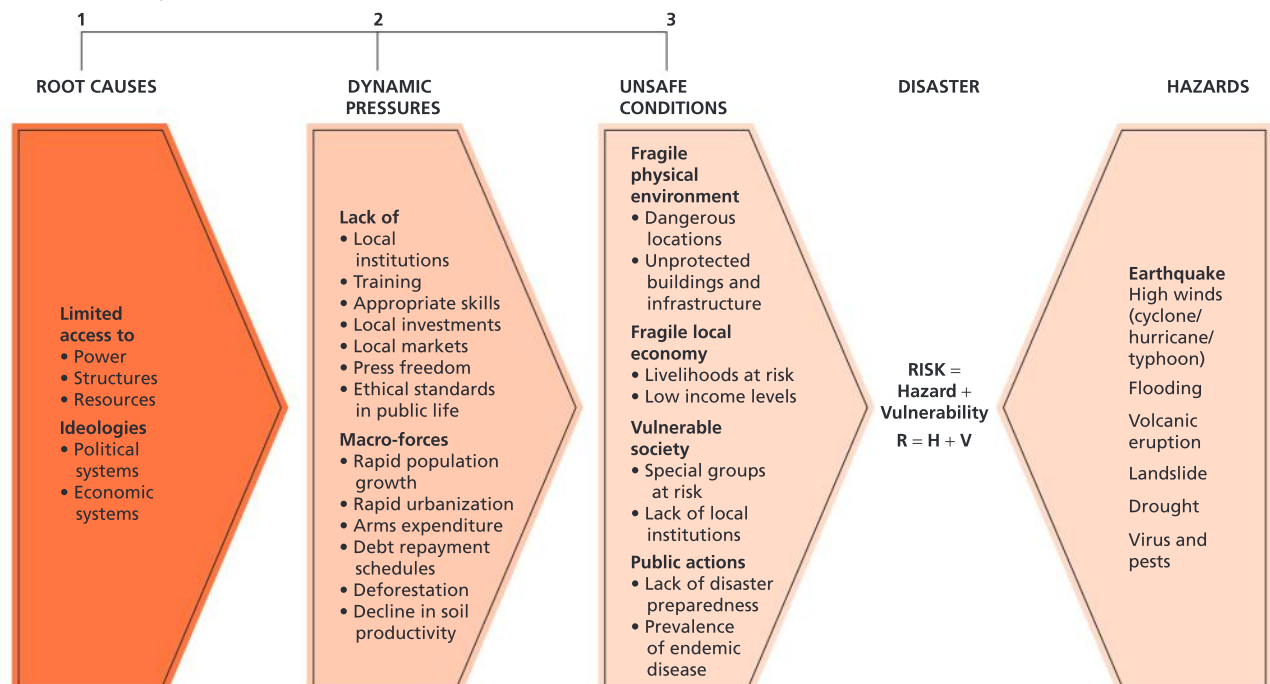 1
2
3
ROOT CAUSES
DYNAMIC
PRESSURES
UNSAFE
CONDITIONS
DISASTER
HAZARDS
Limited
access to
• Power
• Structures
• Resources
Ideologies
• Political
systems
• Economic
systems
Lack of
• Local
institutions
• Training
• Appropriate skills
• Local investments
• Local markets
• Press freedom
• Ethical standards
in public life
Macro-forces
• Rapid population
growth
• Rapid urbanization
• Arms expenditure
• Debt repayment
schedules
• Deforestation
• Decline in soil
productivity
Fragile
physical
environment
• Dangerous
locations
• Unprotected
buildings and
infrastructure
Fragile local
economy
• Livelihoods at risk
• Low income levels
Vulnerable
society
• Special groups
at risk
• Lack of local
institutions
Public actions
• Lack of disaster
preparedness
• Prevalence
of endemic
disease
RISK =
Hazard +
Vulnerability
R = H + V
Earthquake
High winds
(cyclone/
hurricane/
typhoon)
Flooding
Volcanic
eruption
Landslide
Drought
Virus and
pests